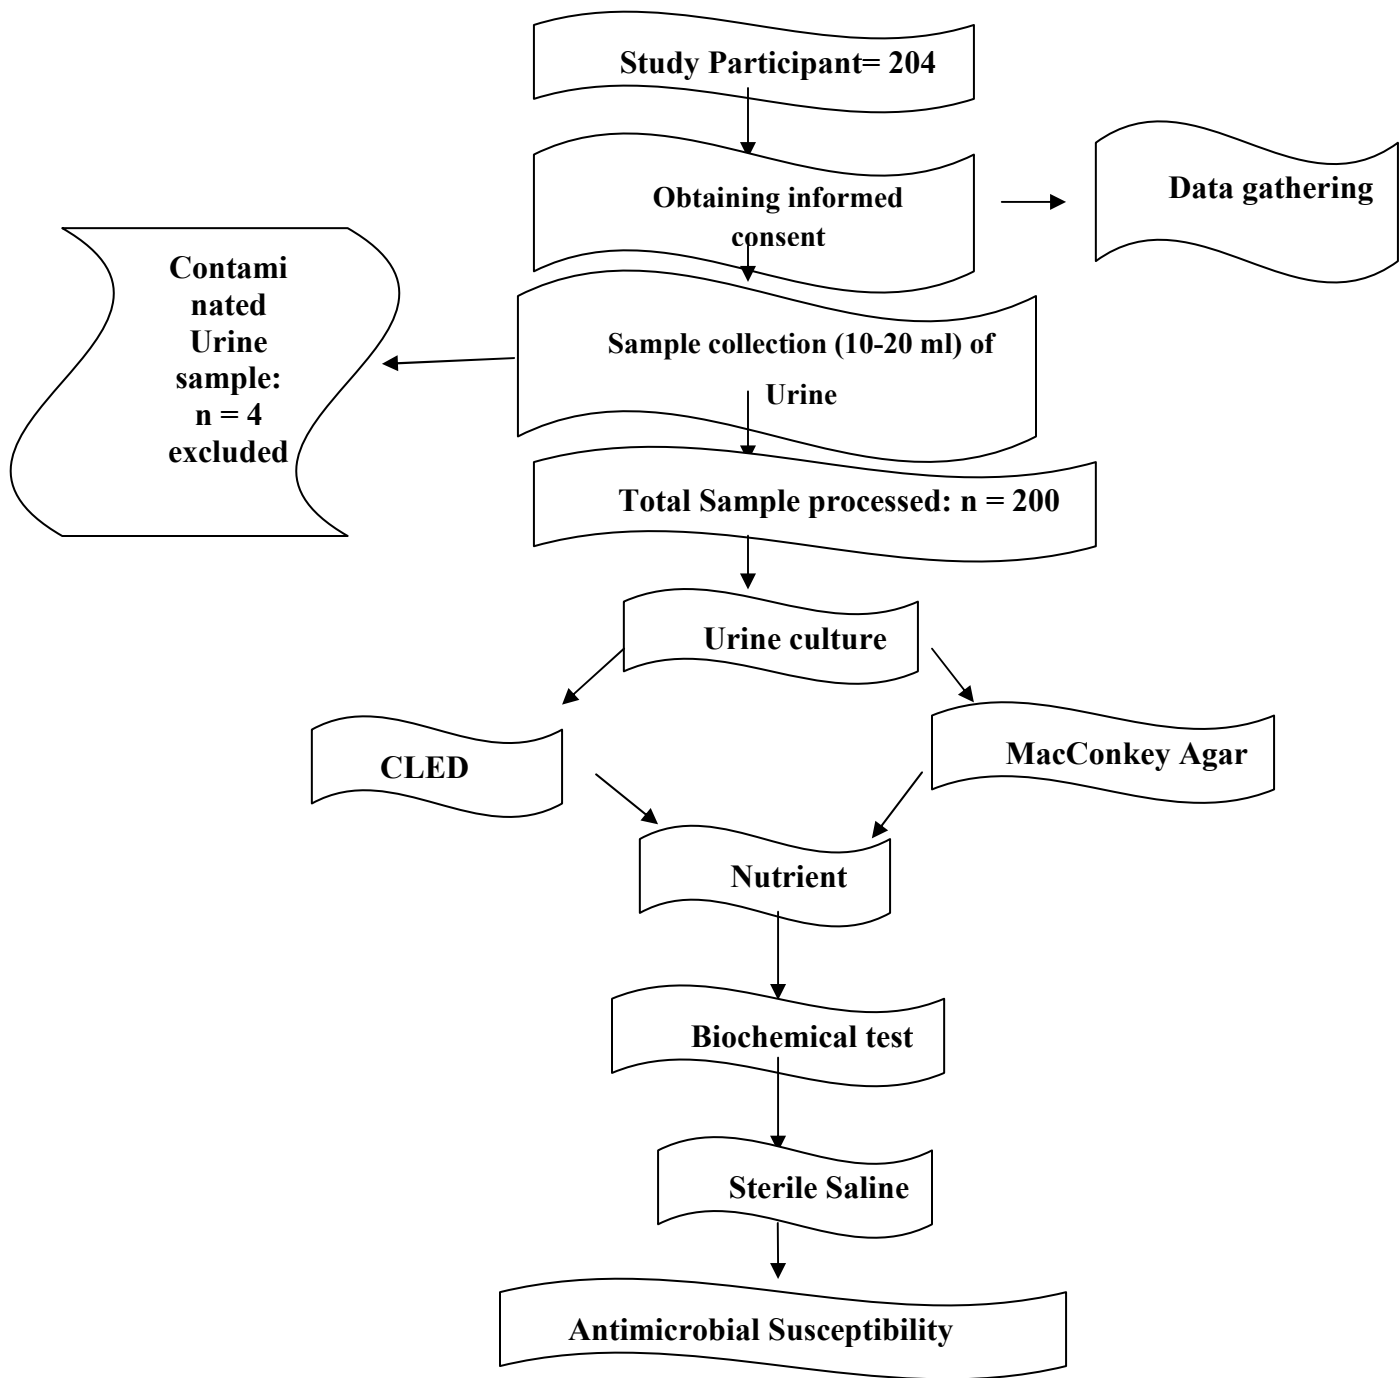 Study Participant= 204
Obtaining informed
consent
Data gathering
Contami
nated
Urine
sample:
n = 4
excluded
Sample collection (10-20 ml) of
Urine
Total Sample processed: n = 200
Urine culture
CLED
MacConkey Agar
Nutrient
Biochemical test
Sterile Saline
Antimicrobial Susceptibility